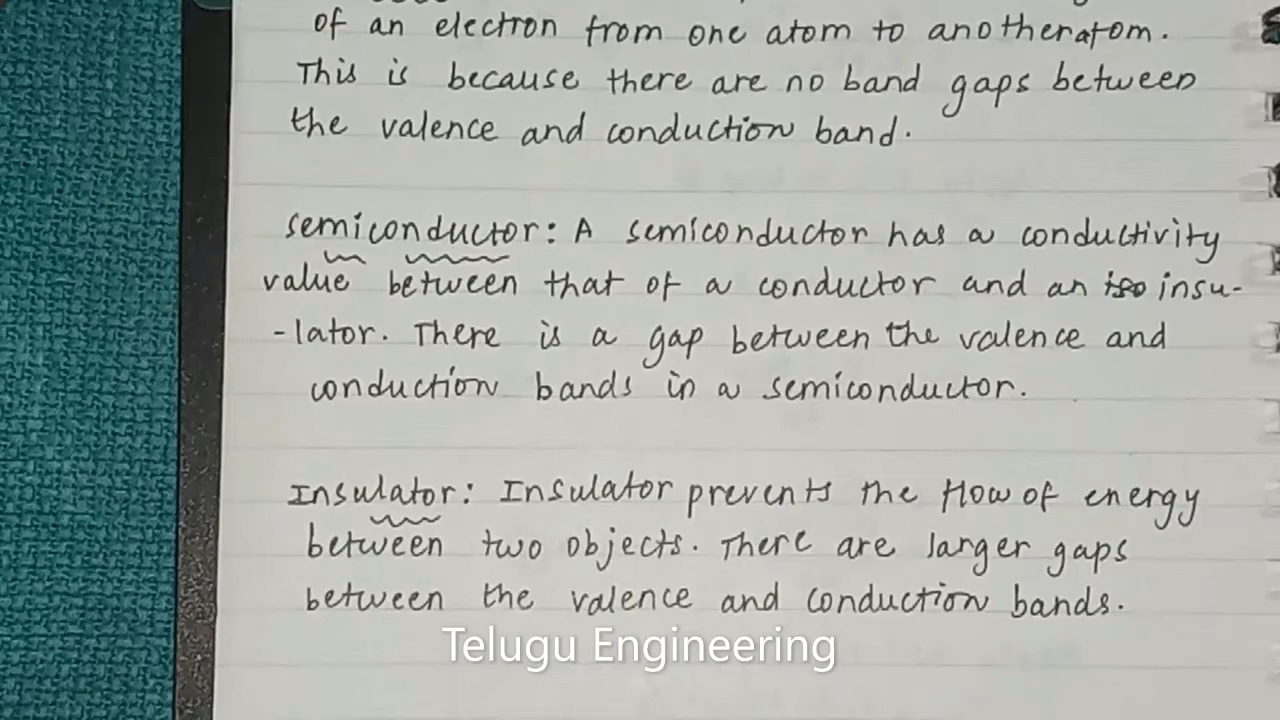 of an electron from one atom to another atom.
This is because there are no band gaps between
the valence and conduction band.
semiconductor: A semiconductor has a conductivity
value between that of a conductor and an insu-
-lator. There is a gap between the valence and
conduction bands in a semiconductor.
Insulator: Insulator prevents the flow of energy
between two objects. There are larger gaps
between the valence and conduction bands.
Telugu Engineering